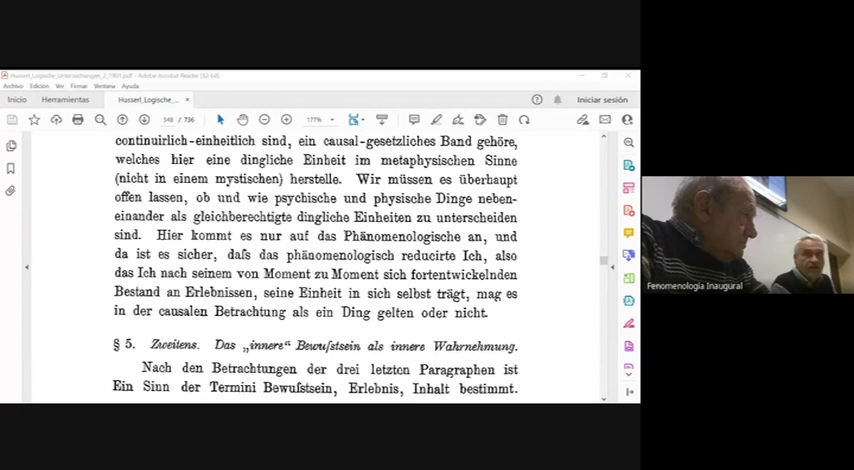 Husserl_Logische_Untersuchungen_2_1901.pdf - Adobe Acrobat Reader (32-bit)
Archivo Edición Ver Firmar Ventana Ayuda
Inicio Herramientas Husserl_Logische_... × Iniciar sesión
348 / 736 177%
continuirlich-einheitlich sind, ein causal-gesetzliches Band gehöre,
welches hier eine dingliche Einheit im metaphysischen Sinne
(nicht in einem mystischen) herstelle. Wir müssen es überhaupt
offen lassen, ob und wie psychische und physische Dinge neben-
einander als gleichberechtigte dingliche Einheiten zu unterscheiden
sind. Hier kommt es nur auf das Phänomenologische an, und
da ist es sicher, daſs das phänomenologisch reducirte Ich, also
das Ich nach seinem von Moment zu Moment sich fortentwickelnden
Bestand an Erlebnissen, seine Einheit in sich selbst trägt, mag es
in der causalen Betrachtung als ein Ding gelten oder nicht.
§ 5. Zweitens. Das „innere“ Bewuſstsein als innere Wahrnehmung.
Nach den Betrachtungen der drei letzten Paragraphen ist
Ein Sinn der Termini Bewuſstsein, Erlebnis, Inhalt bestimmt.
Fenomenología Inaugural